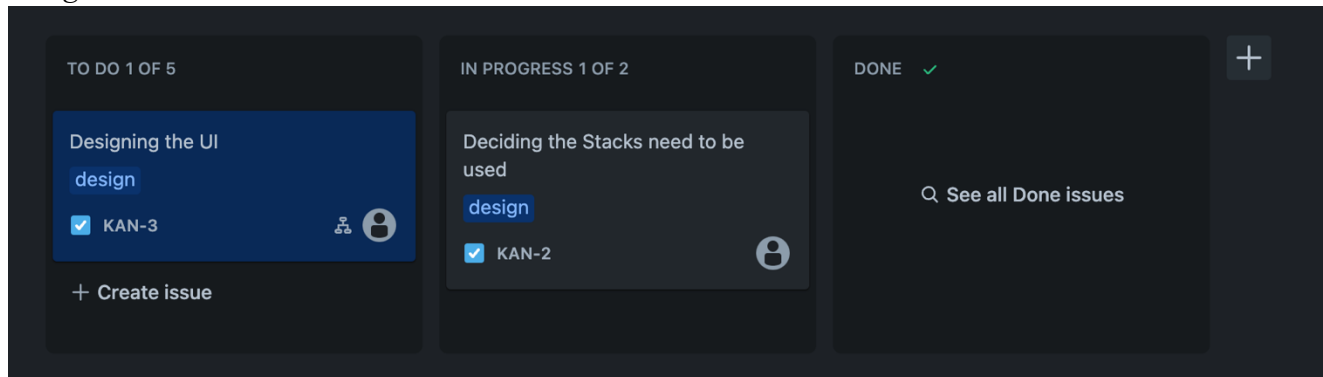 TO DO 1 OF 5
Designing the UI
design
KAN-3
+ Create issue
IN PROGRESS 1 OF 2
Deciding the Stacks need to be
used
design
KAN-2
DONE
See all Done issues